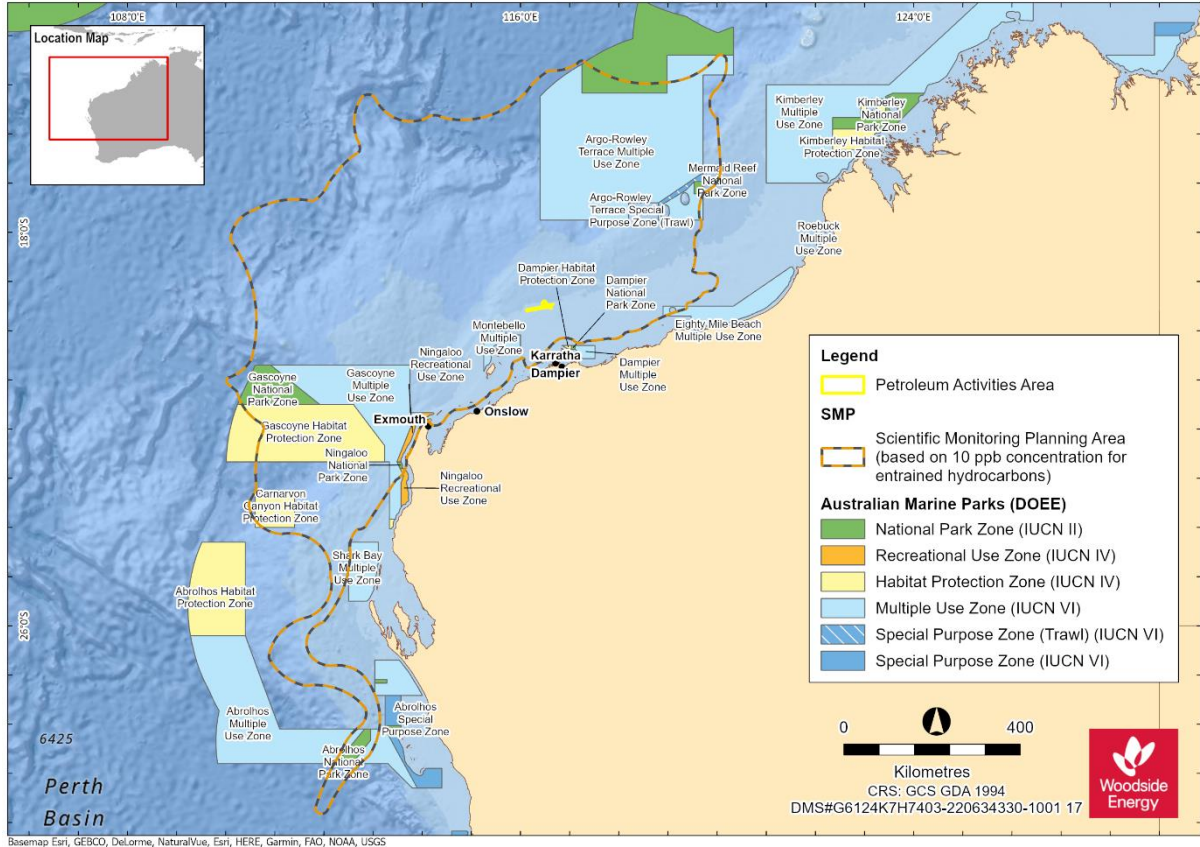 108°0'E
116°0'E
124°0'E
Location Map
18°0'S
26°0'S
Kimberley
Multiple
Use Zone
Kimberley
National
Park Zone
Kimberley Habitat
Protection Zone
Argo-Rowley
Terrace Multiple
Use Zone
Mermaid Reef
National
Park Zone
Argo-Rowley
Terrace Special
Purpose Zone (Trawl)
Roebuck
Multiple
Use Zone
Dampier Habitat
Protection Zone
Dampier
National
Park Zone
Eighty Mile Beach
Multiple Use Zone
Montebello
Multiple
Use Zone
Karratha
Dampier
Dampier
Multiple
Use Zone
Ningaloo
Recreational
Use Zone
Gascoyne
Multiple
Use Zone
Gascoyne
National
Park Zone
Onslow
Exmouth
Gascoyne Habitat
Protection Zone
Ningaloo
National
Park Zone
Ningaloo
Recreational
Use Zone
Carnarvon
Canyon Habitat
Protection Zone
Shark Bay
Multiple
Use Zone
Abrolhos Habitat
Protection Zone
Abrolhos
Multiple
Use Zone
Abrolhos
Special
Purpose Zone
Abrolhos
National
Park Zone
6425
Perth
Basin
Legend
Petroleum Activities Area
SMP
Scientific Monitoring Planning Area
(based on 10 ppb concentration for
entrained hydrocarbons)
Australian Marine Parks (DOEE)
National Park Zone (IUCN II)
Recreational Use Zone (IUCN IV)
Habitat Protection Zone (IUCN IV)
Multiple Use Zone (IUCN VI)
Special Purpose Zone (Trawl) (IUCN VI)
Special Purpose Zone (IUCN VI)
0
400
Kilometres
CRS: GCS GDA 1994
DMS#G6124K7H7403-220634330-1001 17
Woodside
Energy
Basemap Esri, GEBCO, DeLorme, NaturalVue, Esri, HERE, Garmin, FAO, NOAA, USGS